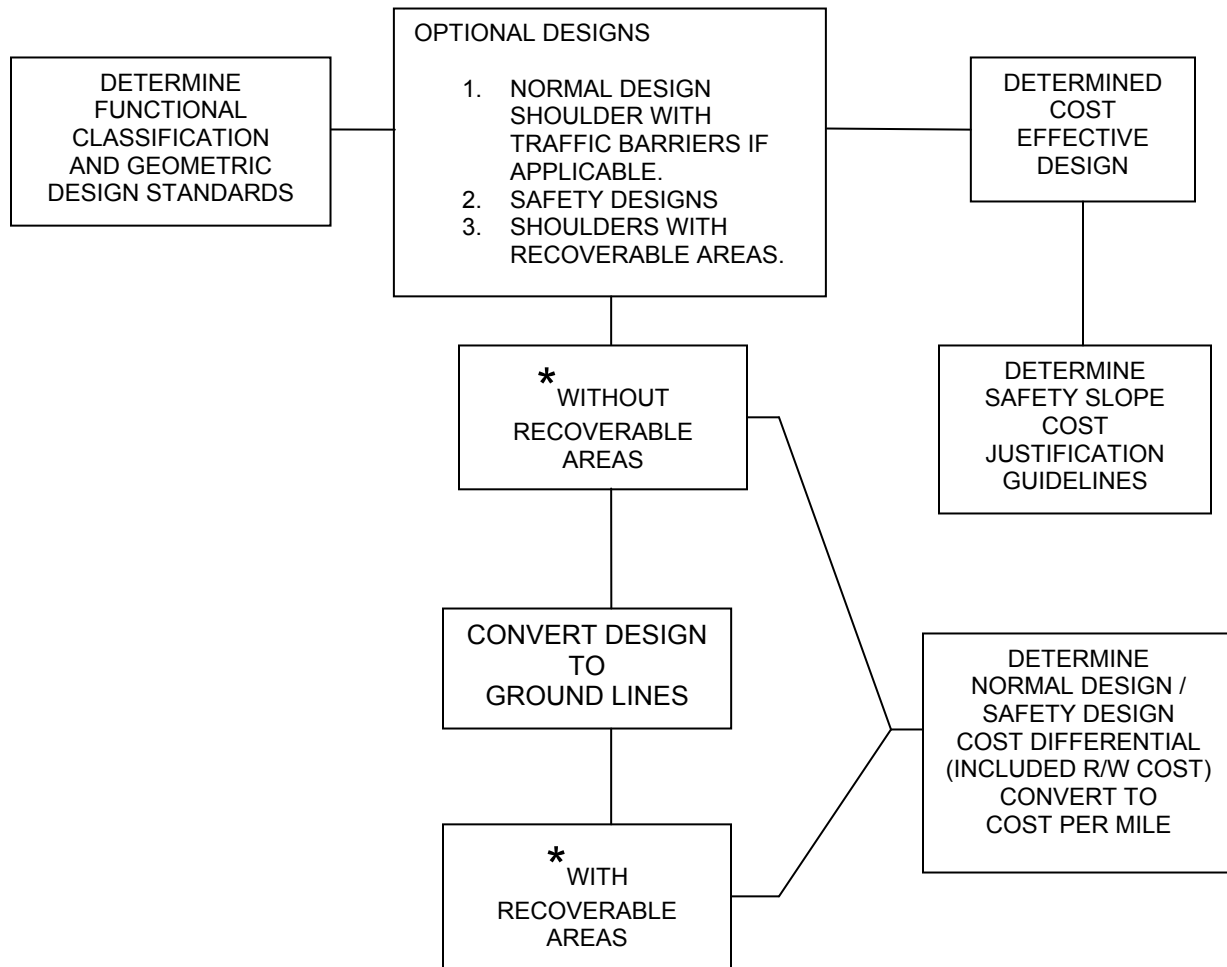 DETERMINE
FUNCTIONAL
CLASSIFICATION
AND GEOMETRIC
DESIGN STANDARDS
OPTIONAL DESIGNS
1. NORMAL DESIGN
SHOULDER WITH
TRAFFIC BARRIERS IF
APPLICABLE.
2. SAFETY DESIGNS
3. SHOULDERS WITH
RECOVERABLE AREAS.
DETERMINED
COST
EFFECTIVE
DESIGN
*WITHOUT
RECOVERABLE
AREAS
DETERMINE
SAFETY SLOPE
COST
JUSTIFICATION
GUIDELINES
CONVERT DESIGN
TO
GROUND LINES
DETERMINE
NORMAL DESIGN /
SAFETY DESIGN
COST DIFFERENTIAL
(INCLUDED R/W COST)
CONVERT TO
COST PER MILE
*WITH
RECOVERABLE
AREAS